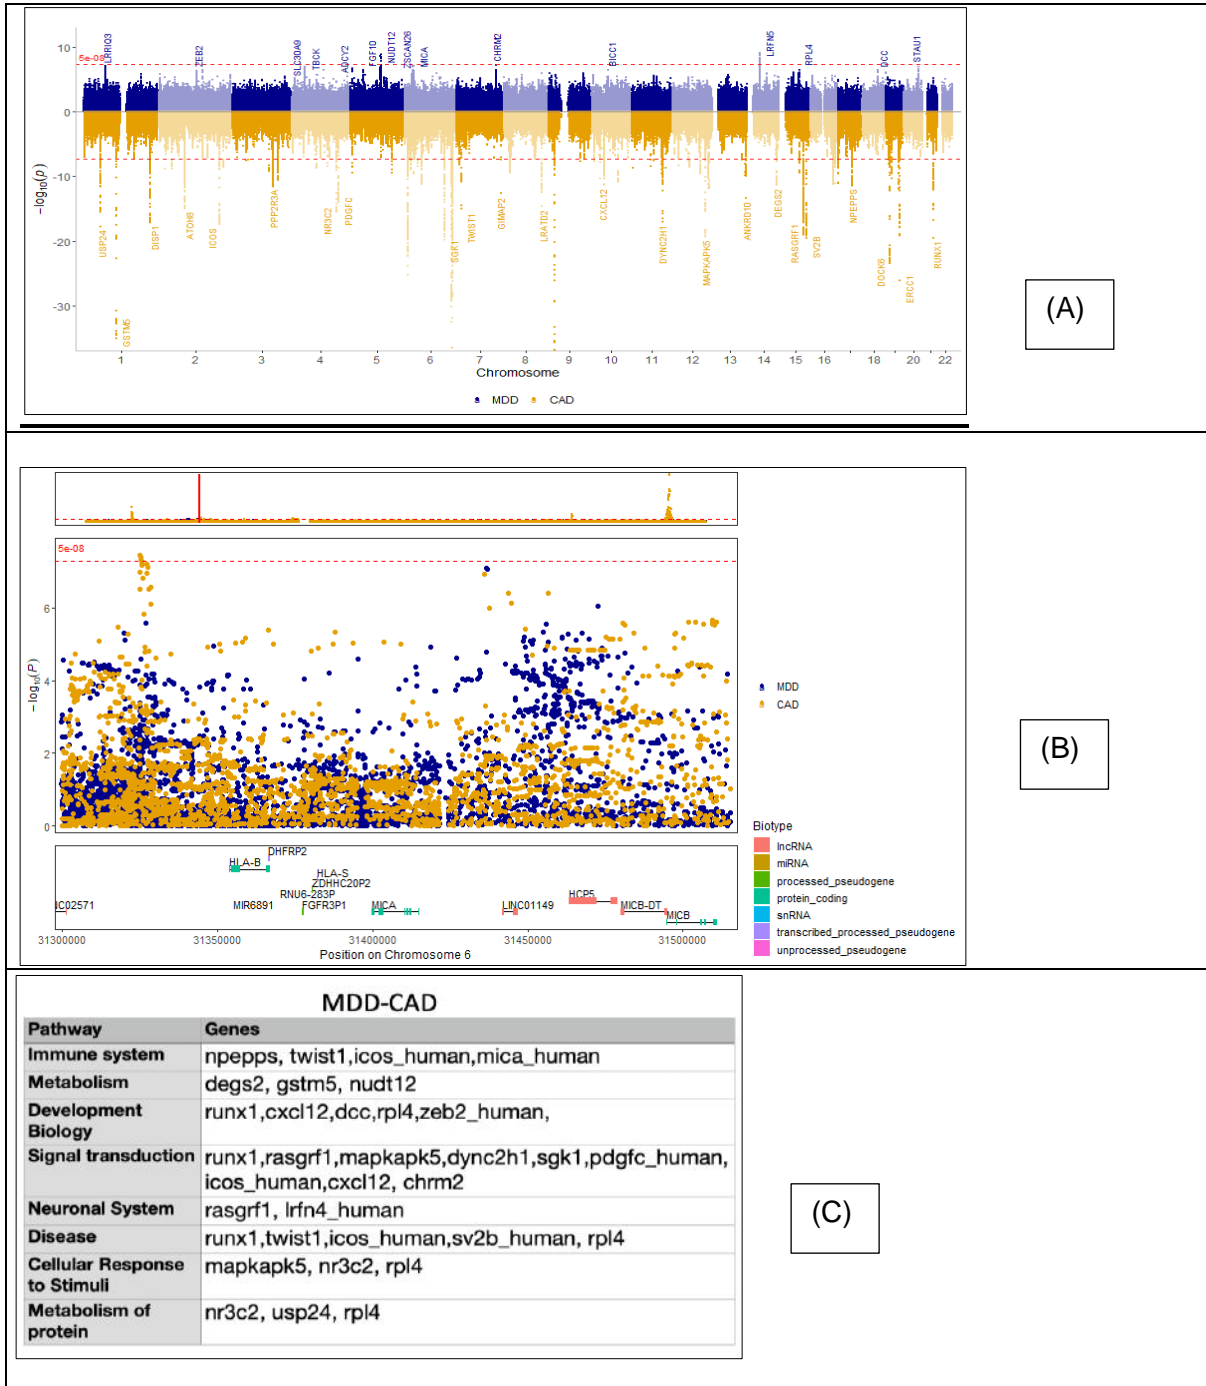 10
5e-08
0
-10
-20
-30
−log₁₀(p)
LRRIQ3
ZEB2
SLC30A9
TBCK
ADCY2
FGF10
NUDT12
ZSCAN26
MICA
CHRM2
BICC1
LRFN5
RPL4
DCC
STAU1
USP24
GSTM5
DISP1
ATOH8
ICOS
PPP2R3A
NR3C2
PDGFC
SGK1
TWIST1
GIMAP2
LRATD2
CXCL12
DYNC2H1
MAPKAPK5
ANKRD10
DEGS2
RASGRF1
SV2B
NPEPPS
DOCK6
ERCC1
RUNX1
1 2 3 4 5 6 7 8 9 10 11 12 13 14 15 16 18 20 22
Chromosome
MDD CAD
(A)
5e-08
6
4
2
0
−log₁₀(P)
MDD
CAD
(B)
DHFRP2
HLA-B
HLA-S
ZDHHC20P2
RNU6-283P
HCP5
NC02571 MIR6891 FGFR3P1 MICA LINC01149 MICB-DT
MICB
31300000 31350000 31400000 31450000 31500000
Position on Chromosome 6
Biotype
lncRNA
miRNA
processed_pseudogene
protein_coding
snRNA
transcribed_processed_pseudogene
unprocessed_pseudogene
MDD-CAD
Pathway Genes
Immune system npepps, twist1,icos_human,mica_human
Metabolism degs2, gstm5, nudt12
Development runx1,cxcl12,dcc,rpl4,zeb2_human,
Biology
Signal transduction runx1,rasgrf1,mapkapk5,dync2h1,sgk1,pdgfc_human,
icos_human,cxcl12, chrm2
Neuronal System rasgrf1, lrfn4_human
Disease runx1,twist1,icos_human,sv2b_human, rpl4
Cellular Response mapkapk5, nr3c2, rpl4
to Stimuli
Metabolism of nr3c2, usp24, rpl4
protein
(C)